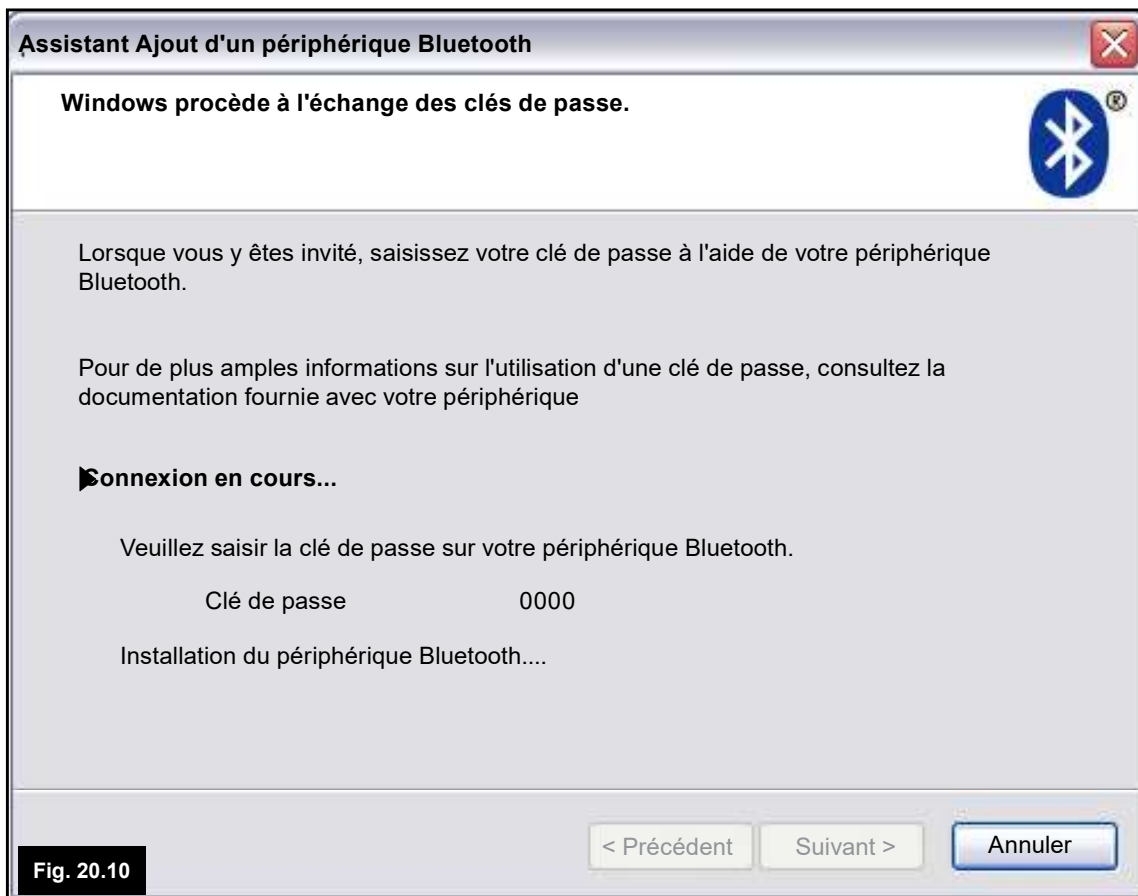 Assistant Ajout d'un périphérique Bluetooth
Windows procède à l'échange des clés de passe.
®
Lorsque vous y êtes invité, saisissez votre clé de passe à l'aide de votre périphérique
Bluetooth.
Pour de plus amples informations sur l'utilisation d'une clé de passe, consultez la
documentation fournie avec votre périphérique
Connexion en cours...
Veuillez saisir la clé de passe sur votre périphérique Bluetooth.
Clé de passe 0000
Installation du périphérique Bluetooth....
< Précédent Suivant > Annuler
Fig. 20.10